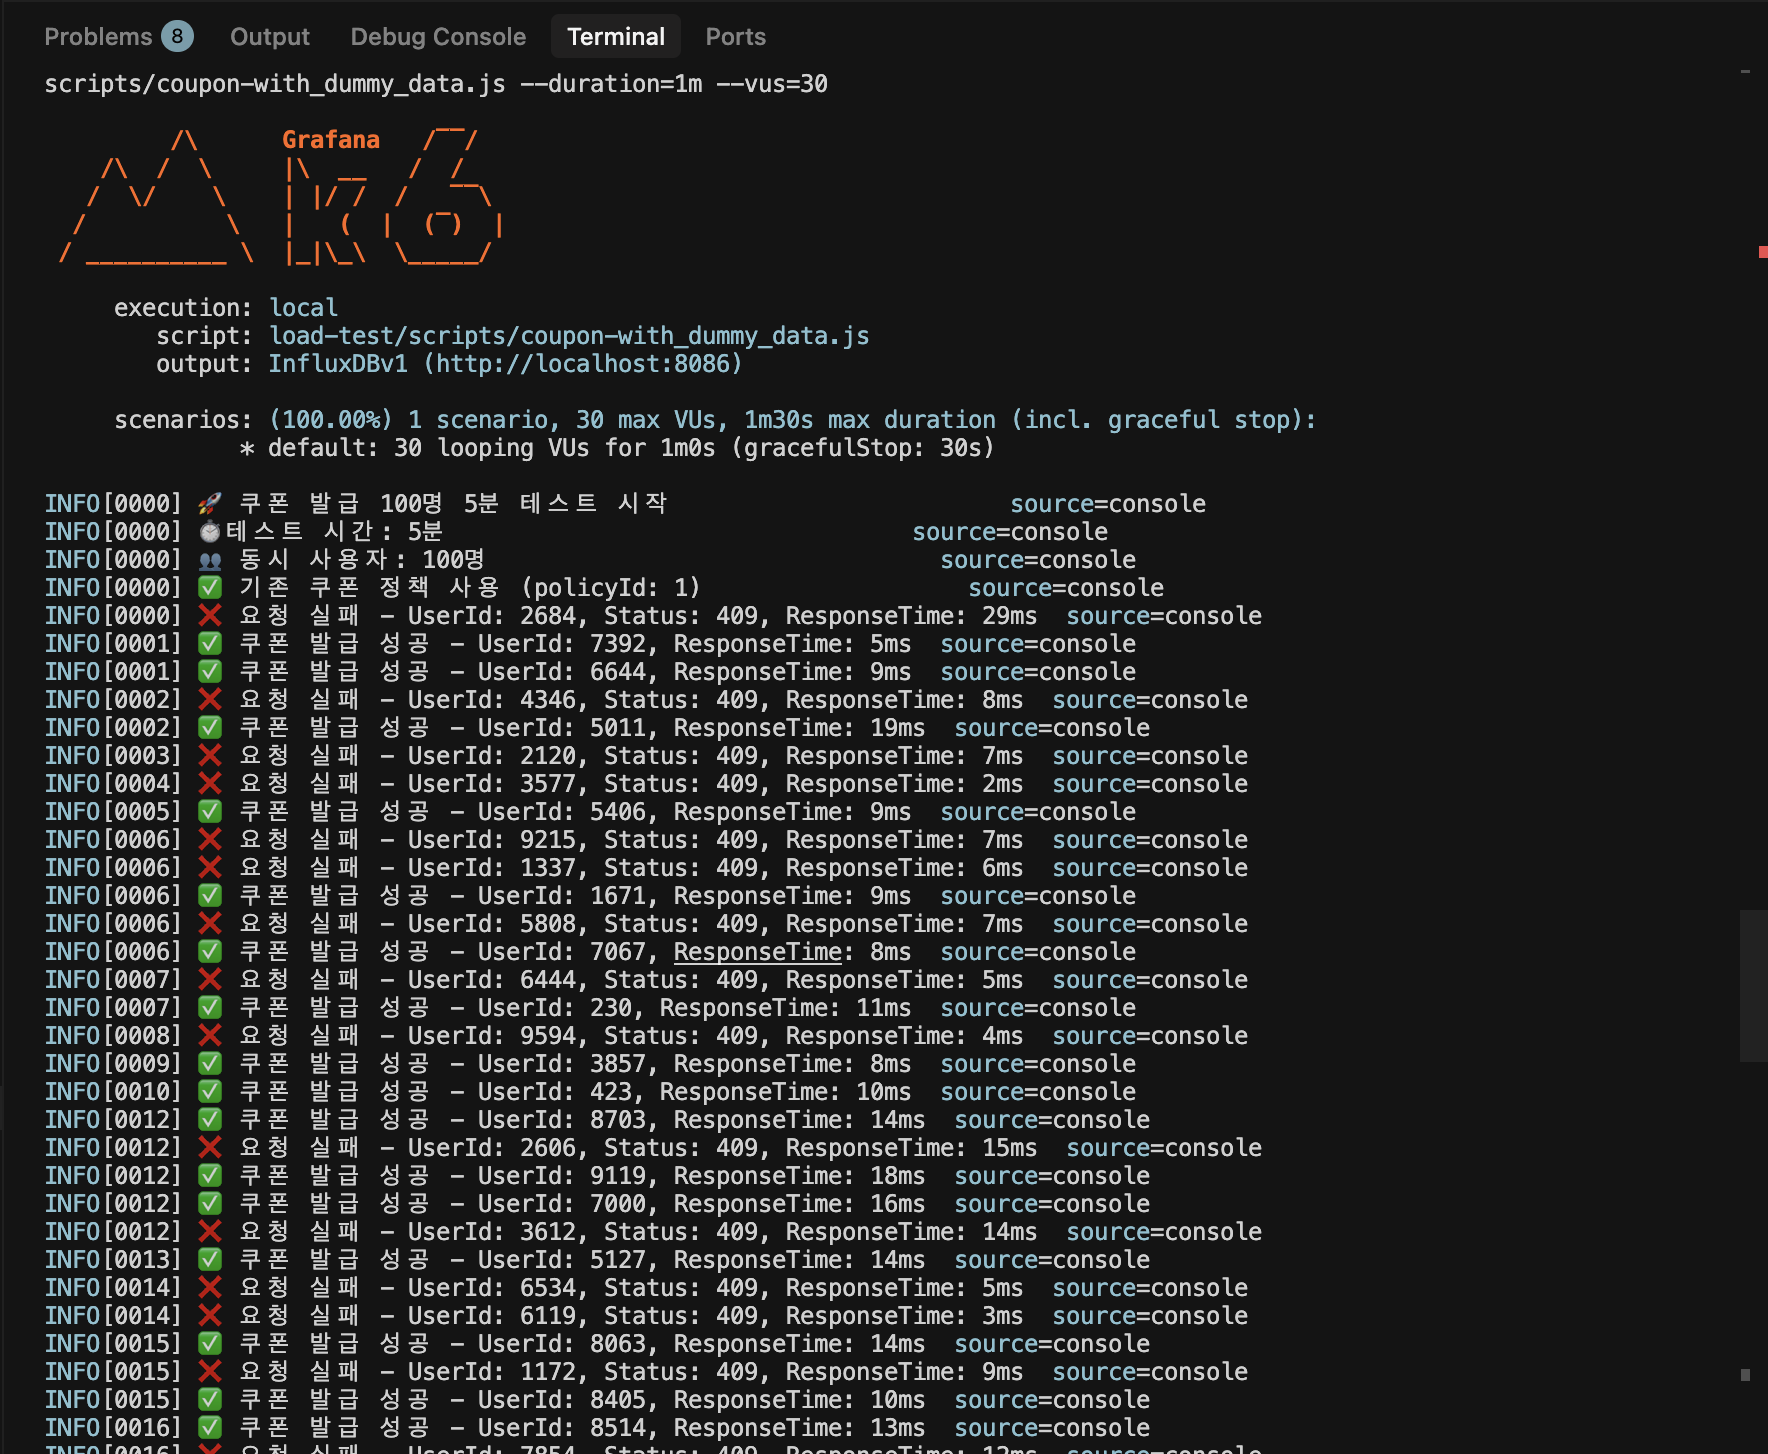 Problems 8 Output Debug Console Terminal Ports
scripts/coupon-with_dummy_data.js --duration=1m --vus=30
Grafana
k6
execution: local
script: load-test/scripts/coupon-with_dummy_data.js
output: InfluxDBv1 (http://localhost:8086)
scenarios: (100.00%) 1 scenario, 30 max VUs, 1m30s max duration (incl. graceful stop):
* default: 30 looping VUs for 1m0s (gracefulStop: 30s)
INFO[0000] 🚀 쿠폰 발급 100명 5분 테스트 시작 source=console
INFO[0000] ⏱️테스트 시간: 5분 source=console
INFO[0000] 👥 동시 사용자: 100명 source=console
INFO[0000] ✅ 기존 쿠폰 정책 사용 (policyId: 1) source=console
INFO[0000] ❌ 요청 실패 - UserId: 2684, Status: 409, ResponseTime: 29ms source=console
INFO[0001] ✅ 쿠폰 발급 성공 - UserId: 7392, ResponseTime: 5ms source=console
INFO[0001] ✅ 쿠폰 발급 성공 - UserId: 6644, ResponseTime: 9ms source=console
INFO[0002] ❌ 요청 실패 - UserId: 4346, Status: 409, ResponseTime: 8ms source=console
INFO[0002] ✅ 쿠폰 발급 성공 - UserId: 5011, ResponseTime: 19ms source=console
INFO[0003] ❌ 요청 실패 - UserId: 2120, Status: 409, ResponseTime: 7ms source=console
INFO[0004] ❌ 요청 실패 - UserId: 3577, Status: 409, ResponseTime: 2ms source=console
INFO[0005] ✅ 쿠폰 발급 성공 - UserId: 5406, ResponseTime: 9ms source=console
INFO[0006] ❌ 요청 실패 - UserId: 9215, Status: 409, ResponseTime: 7ms source=console
INFO[0006] ❌ 요청 실패 - UserId: 1337, Status: 409, ResponseTime: 6ms source=console
INFO[0006] ✅ 쿠폰 발급 성공 - UserId: 1671, ResponseTime: 9ms source=console
INFO[0006] ❌ 요청 실패 - UserId: 5808, Status: 409, ResponseTime: 7ms source=console
INFO[0006] ✅ 쿠폰 발급 성공 - UserId: 7067, ResponseTime: 8ms source=console
INFO[0007] ❌ 요청 실패 - UserId: 6444, Status: 409, ResponseTime: 5ms source=console
INFO[0007] ✅ 쿠폰 발급 성공 - UserId: 230, ResponseTime: 11ms source=console
INFO[0008] ❌ 요청 실패 - UserId: 9594, Status: 409, ResponseTime: 4ms source=console
INFO[0009] ✅ 쿠폰 발급 성공 - UserId: 3857, ResponseTime: 8ms source=console
INFO[0010] ✅ 쿠폰 발급 성공 - UserId: 423, ResponseTime: 10ms source=console
INFO[0012] ✅ 쿠폰 발급 성공 - UserId: 8703, ResponseTime: 14ms source=console
INFO[0012] ❌ 요청 실패 - UserId: 2606, Status: 409, ResponseTime: 15ms source=console
INFO[0012] ✅ 쿠폰 발급 성공 - UserId: 9119, ResponseTime: 18ms source=console
INFO[0012] ✅ 쿠폰 발급 성공 - UserId: 7000, ResponseTime: 16ms source=console
INFO[0012] ❌ 요청 실패 - UserId: 3612, Status: 409, ResponseTime: 14ms source=console
INFO[0013] ✅ 쿠폰 발급 성공 - UserId: 5127, ResponseTime: 14ms source=console
INFO[0014] ❌ 요청 실패 - UserId: 6534, Status: 409, ResponseTime: 5ms source=console
INFO[0014] ❌ 요청 실패 - UserId: 6119, Status: 409, ResponseTime: 3ms source=console
INFO[0015] ✅ 쿠폰 발급 성공 - UserId: 8063, ResponseTime: 14ms source=console
INFO[0015] ❌ 요청 실패 - UserId: 1172, Status: 409, ResponseTime: 9ms source=console
INFO[0015] ✅ 쿠폰 발급 성공 - UserId: 8405, ResponseTime: 10ms source=console
INFO[0016] ✅ 쿠폰 발급 성공 - UserId: 8514, ResponseTime: 13ms source=console
INFO[0016] ❌ 요청 실패 - UserId: 7854, Status: 409, ResponseTime: 12ms source=console